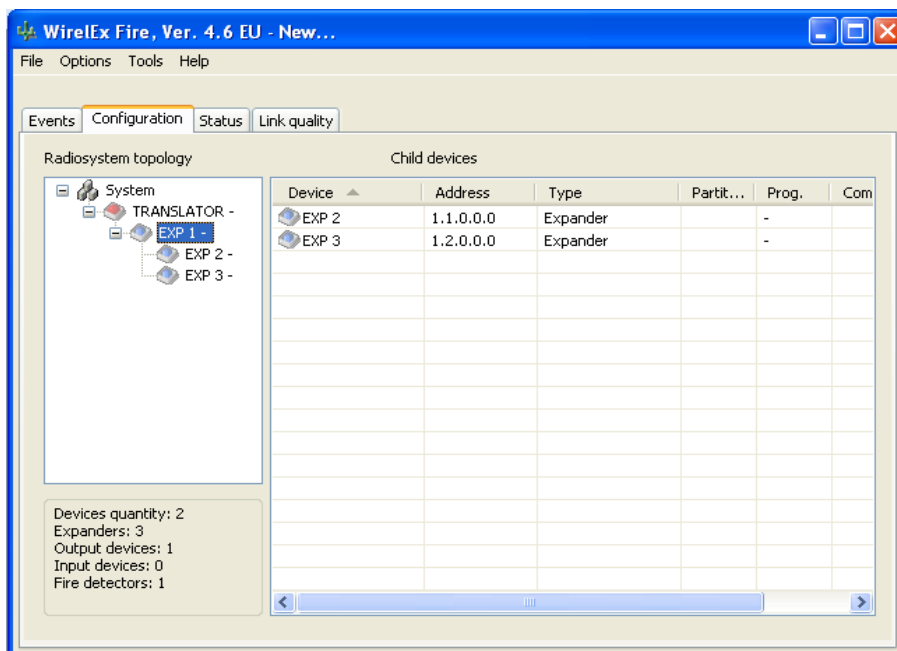 WirelEx Fire, Ver. 4.6 EU - New...
File Options Tools Help
Events Configuration Status Link quality
Radiosystem topology Child devices
System
TRANSLATOR -
EXP 1 -
EXP 2 -
EXP 3 -
Device Address Type Partit... Prog. Com
EXP 2 1.1.0.0.0 Expander -
EXP 3 1.2.0.0.0 Expander -
Devices quantity: 2
Expanders: 3
Output devices: 1
Input devices: 0
Fire detectors: 1